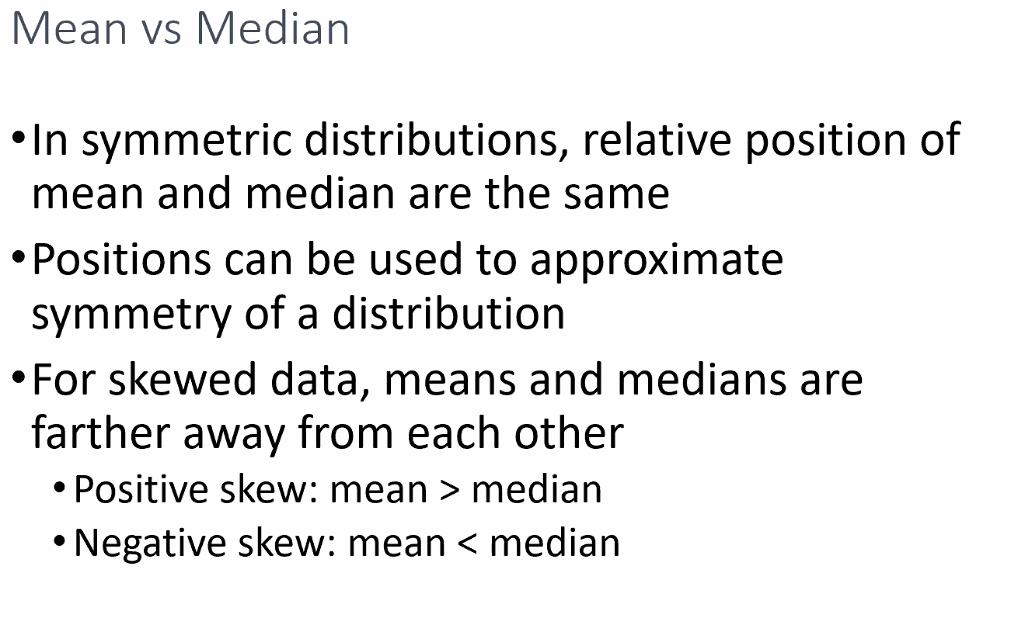 Mean vs Median
•In symmetric distributions, relative position of
mean and median are the same
•Positions can be used to approximate
symmetry of a distribution
•For skewed data, means and medians are
farther away from each other
•Positive skew: mean > median
•Negative skew: mean < median